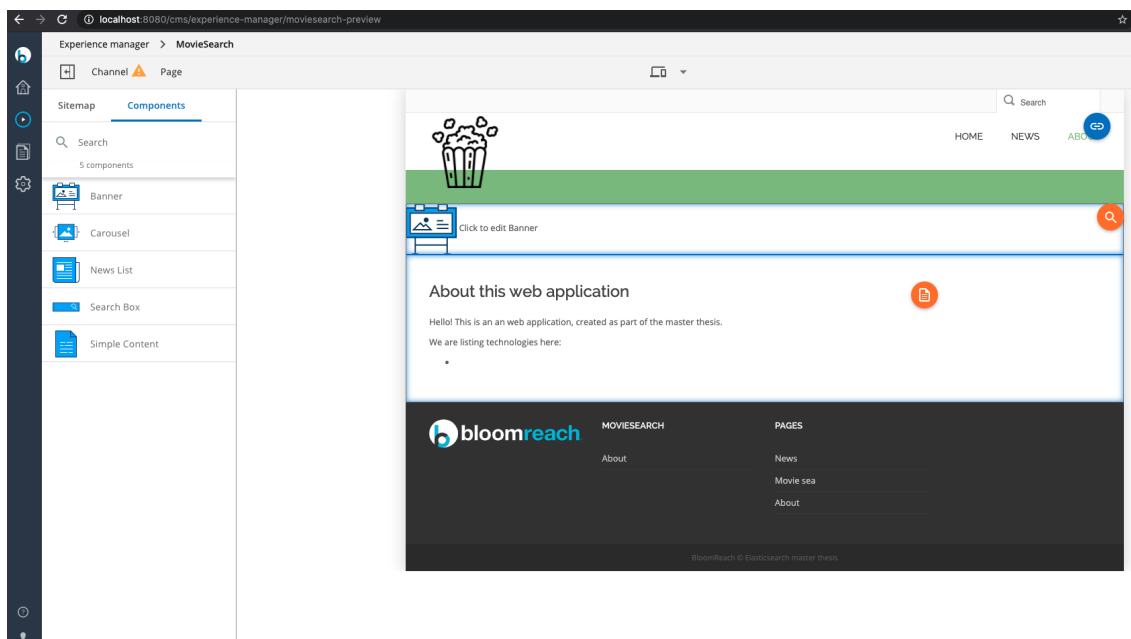 localhost:8080/cms/experience-manager/moviesearch-preview
Experience manager > MovieSearch
Channel Page
Sitemap Components
Search
5 components
Banner
Carousel
News List
Search Box
Simple Content
Search
HOME NEWS
Click to edit Banner
About this web application
Hello! This is an an web application, created as part of the master thesis.
We are listing technologies here:
•
bloomreach
MOVIESEARCH
About
PAGES
News
Movie sea
About
BloomReach © Elasticsearch master thesis